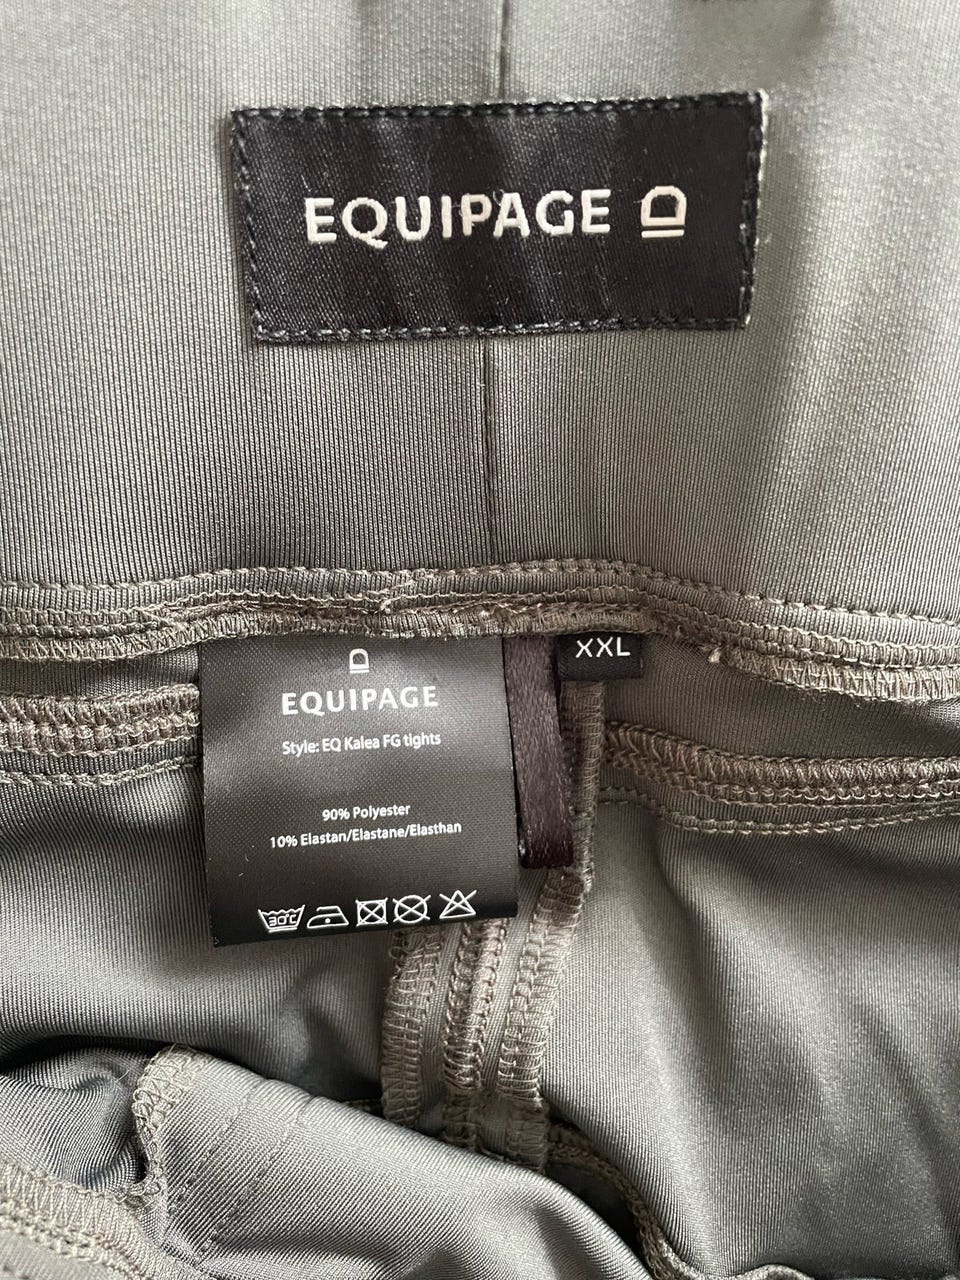 EQUIPAGE
XXL
EQUIPAGE
Style: EQ Kalea FG tights
90% Polyester
10% Elastan/Elastane/Elasthan
30°C